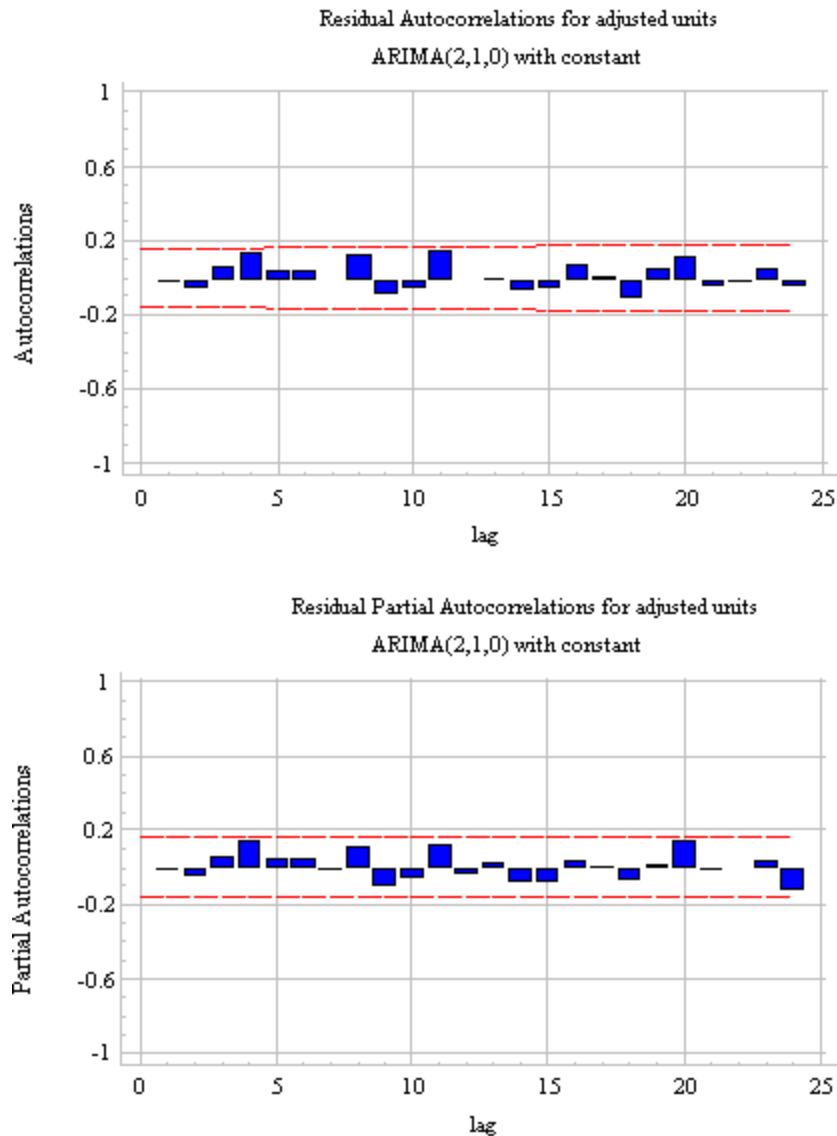 Residual Autocorrelations for adjusted units
ARIMA(2,1,0) with constant
1
0.6
0.2
-0.2
-0.6
-1
Autocorrelations
0 5 10 15 20 25
lag
Residual Partial Autocorrelations for adjusted units
ARIMA(2,1,0) with constant
1
0.6
0.2
-0.2
-0.6
-1
Partial Autocorrelations
0 5 10 15 20 25
lag